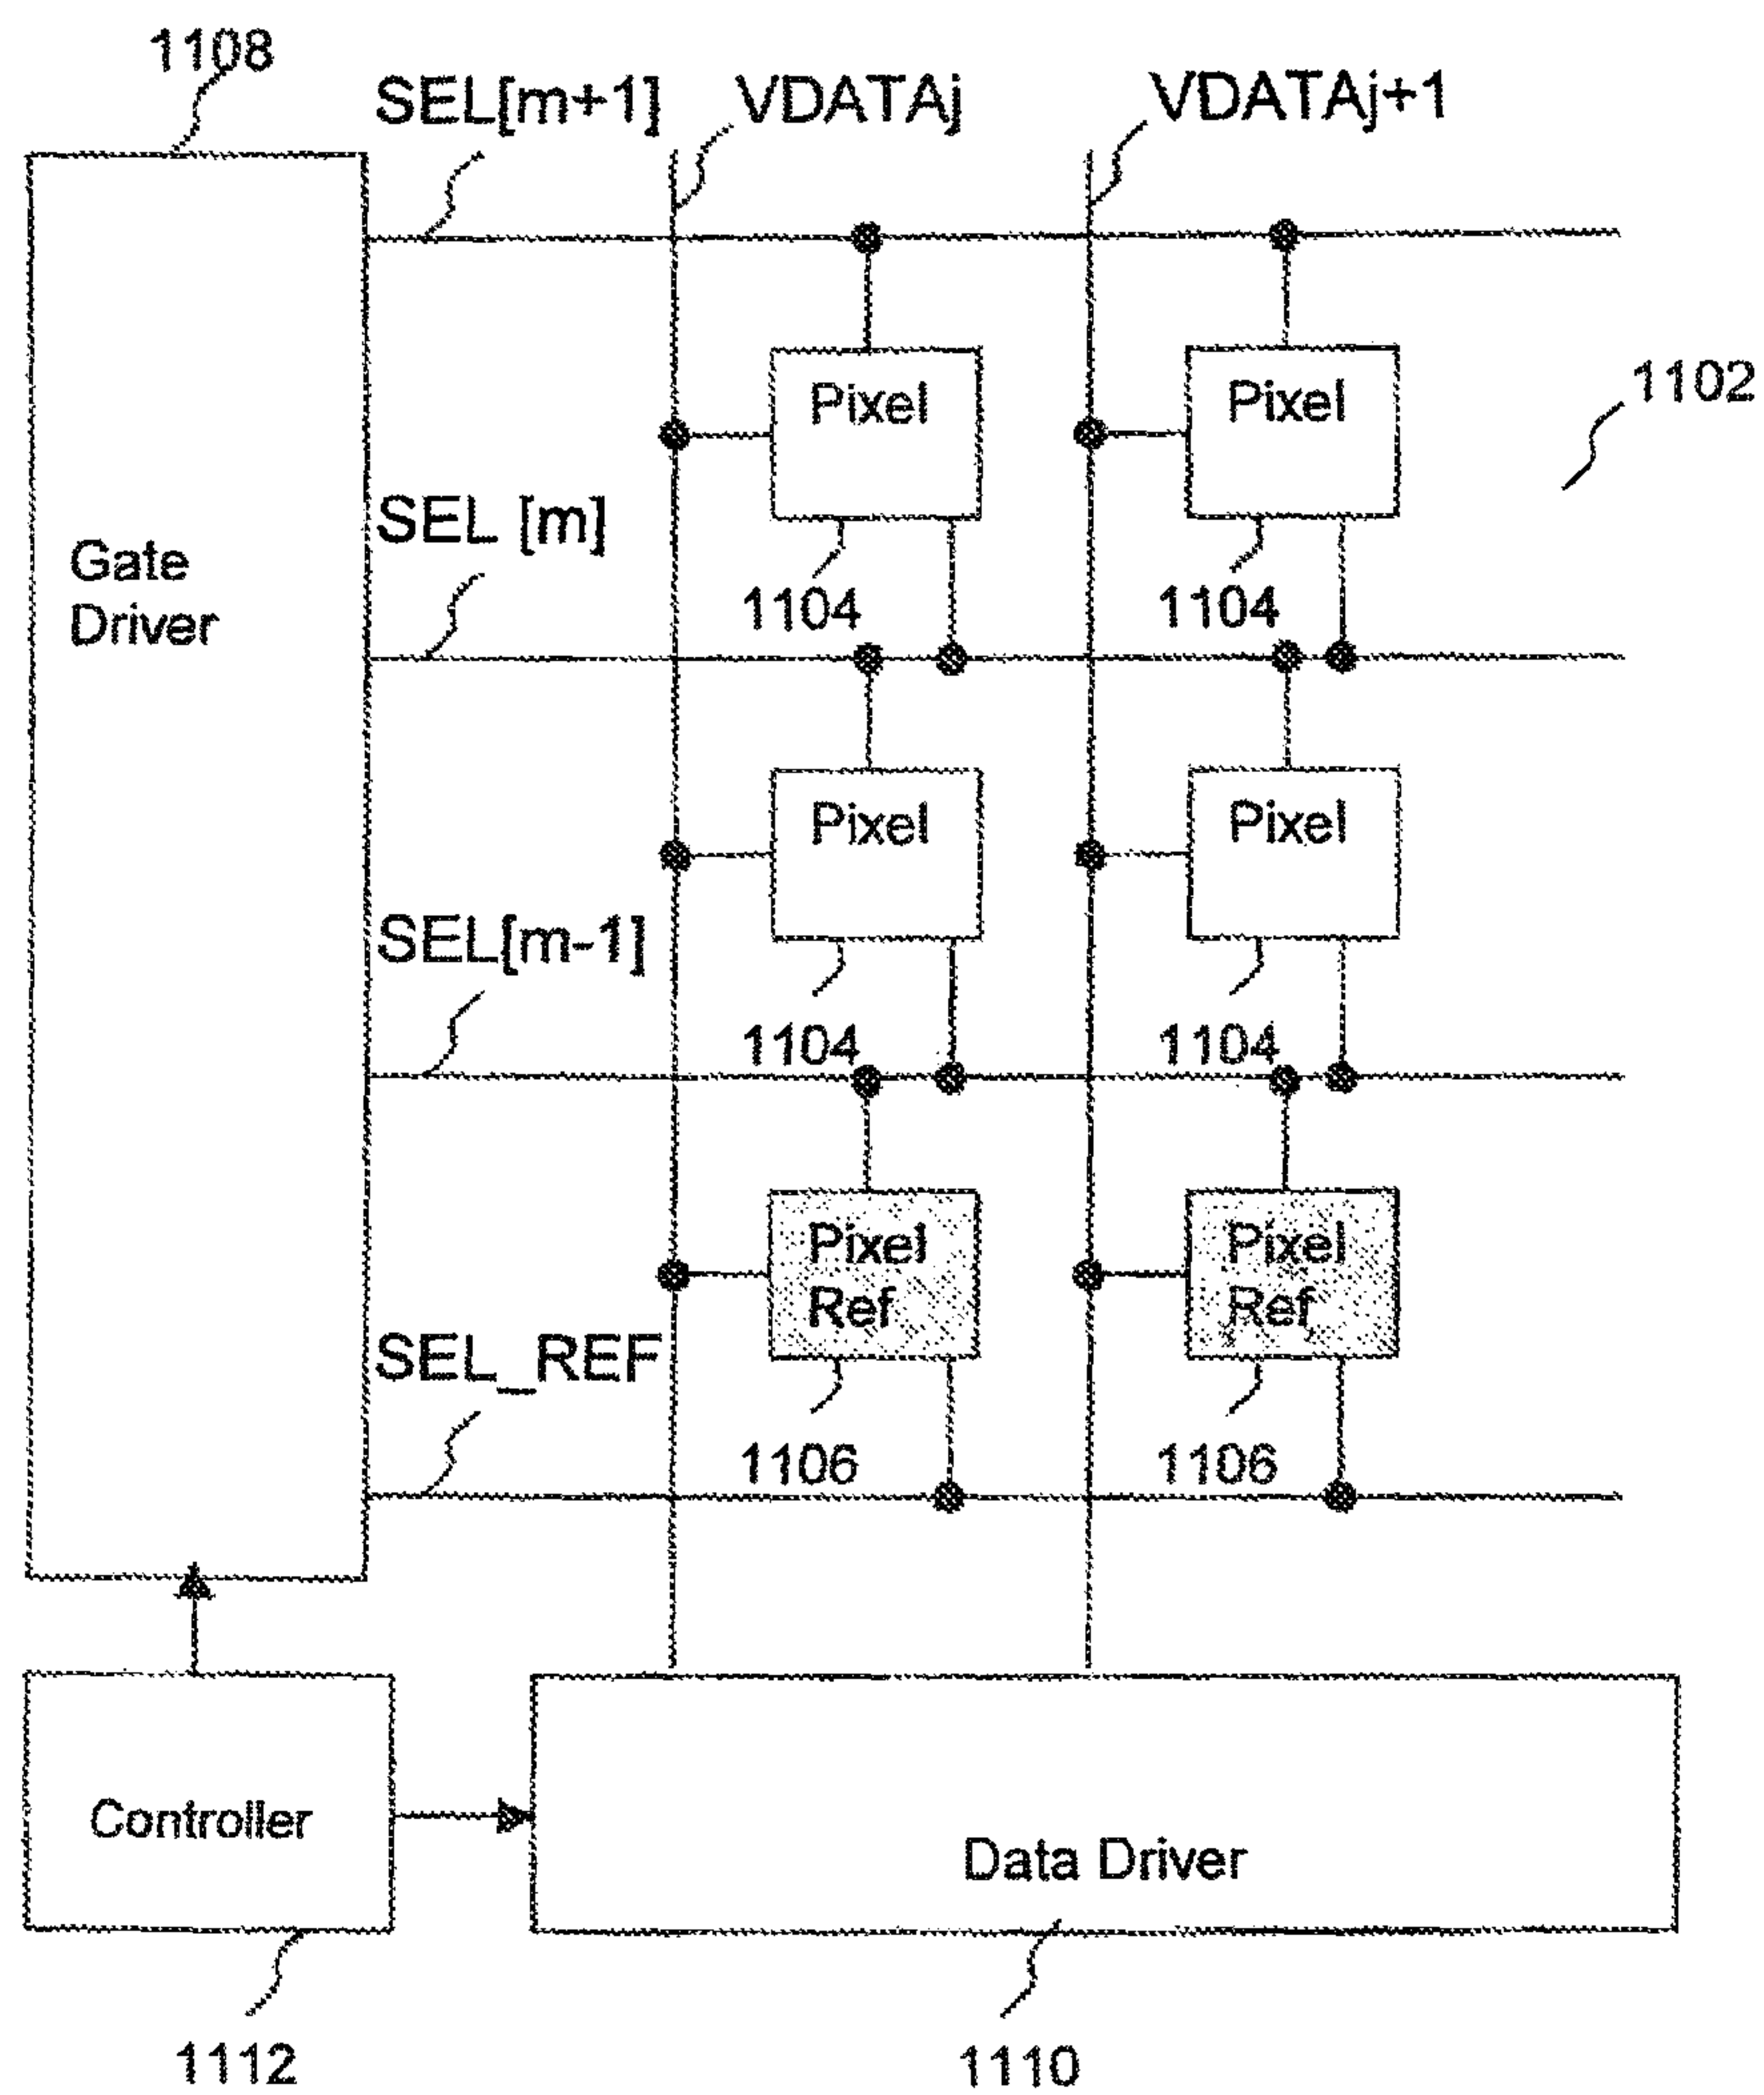 1108
SEL[m+1]
VDATAj
VDATAj+1
Pixel
Pixel
1102
SEL [m]
Gate
Driver
1104
1104
Pixel
Pixel
SEL[m-1]
1104
1104
Pixel
Ref
Pixel
Ref
SEL_REF
1106
1106
Controller
Data Driver
1112
1110